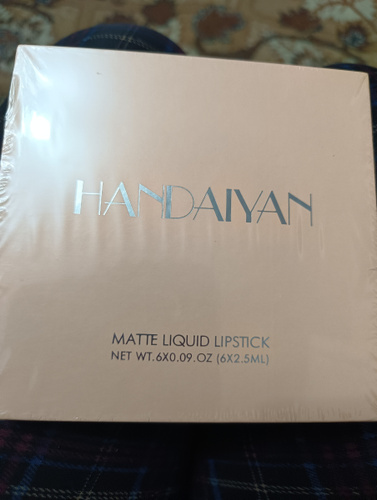 HANDAIYAN
MATTE LIQUID LIPSTICK
NET WT.6X0.09.OZ (6X2.5ML)